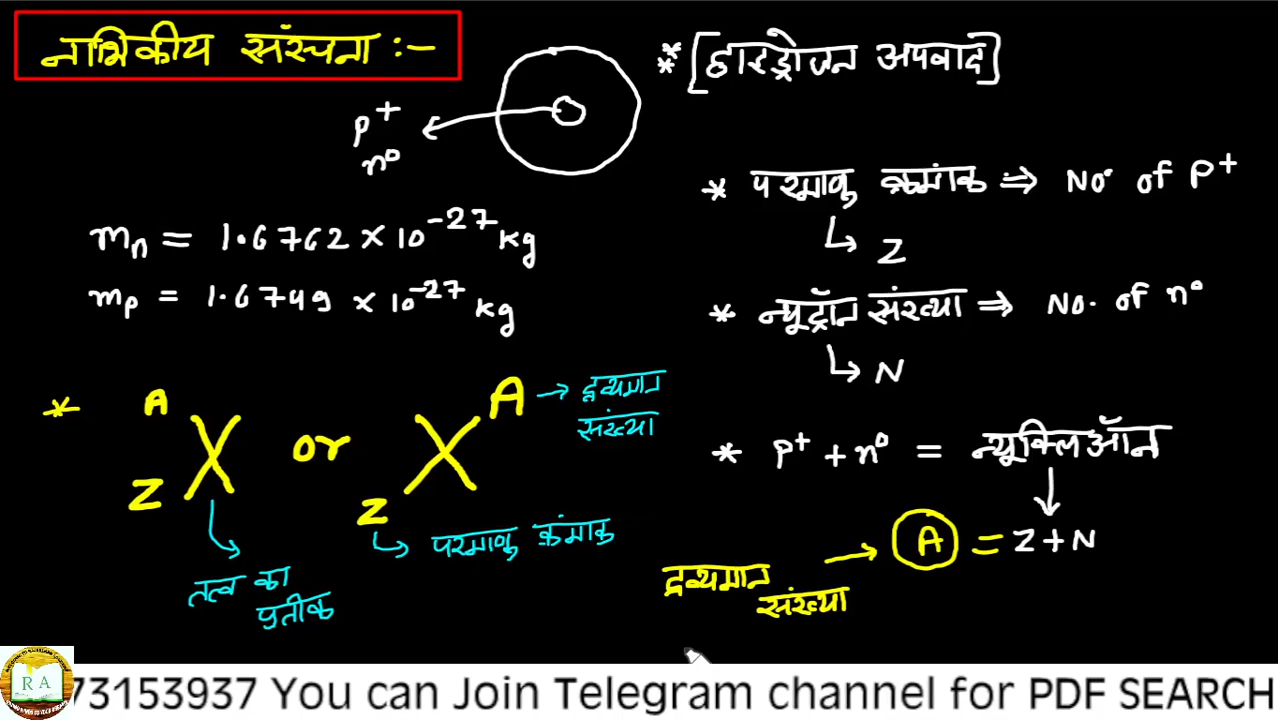 नाभिकीय संरचना :-
*
* [हाइड्रोजन अपवाद]
p+
n°
mn = 1.6762 × 10-27 kg
mp = 1.6749 × 10-27 kg
* परमाणु क्रमांक ⇒ No. of P+
↳ Z
* न्यूट्रॉन संख्या ⇒ No. of n°
↳ N
* p+ + n° = न्यूक्लिऑन
A = Z + N
द्रव्यमान
संख्या
* A
Z X or Z X A → द्रव्यमान
संख्या
परमाणु क्रमांक
तत्व का
प्रतीक
RA
73153937 You can Join Telegram channel for PDF SEARCH